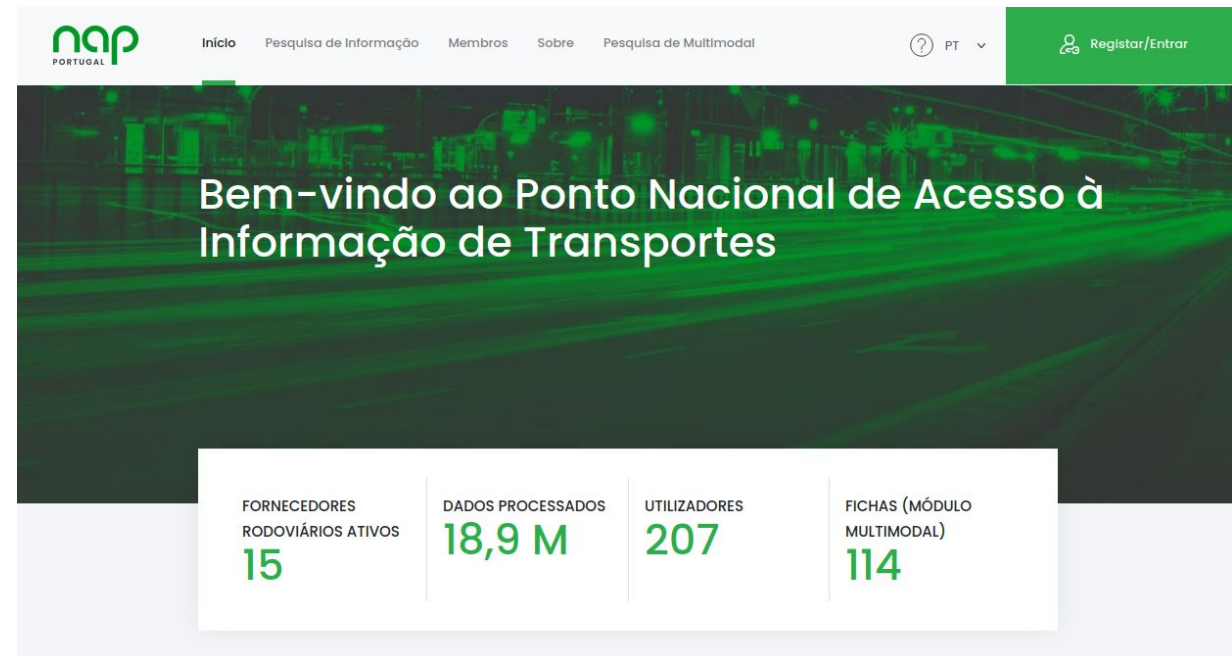 nap
PORTUGAL
Início
Pesquisa de Informação
Membros
Sobre
Pesquisa de Multimodal
PT
Registar/Entrar
Bem-vindo ao Ponto Nacional de Acesso à
Informação de Transportes
FORNECEDORES
RODOVIÁRIOS ATIVOS
15
DADOS PROCESSADOS
18,9 M
UTILIZADORES
207
FICHAS (MÓDULO
MULTIMODAL)
114